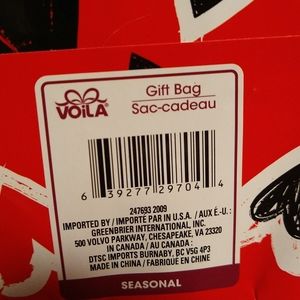 VOILA
Gift Bag
Sac-cadeau
6 39277 29704 4
247693 2009
IMPORTED BY / IMPORTÉ PAR IN U.S.A. / AUX É.-U. :
GREENBRIER INTERNATIONAL, INC.
500 VOLVO PARKWAY, CHESAPEAKE, VA 23320
IN CANADA / AU CANADA :
DTSC IMPORTS BURNABY, BC V5G 4P3
MADE IN CHINA / FABRIQUÉ EN CHINE
SEASONAL